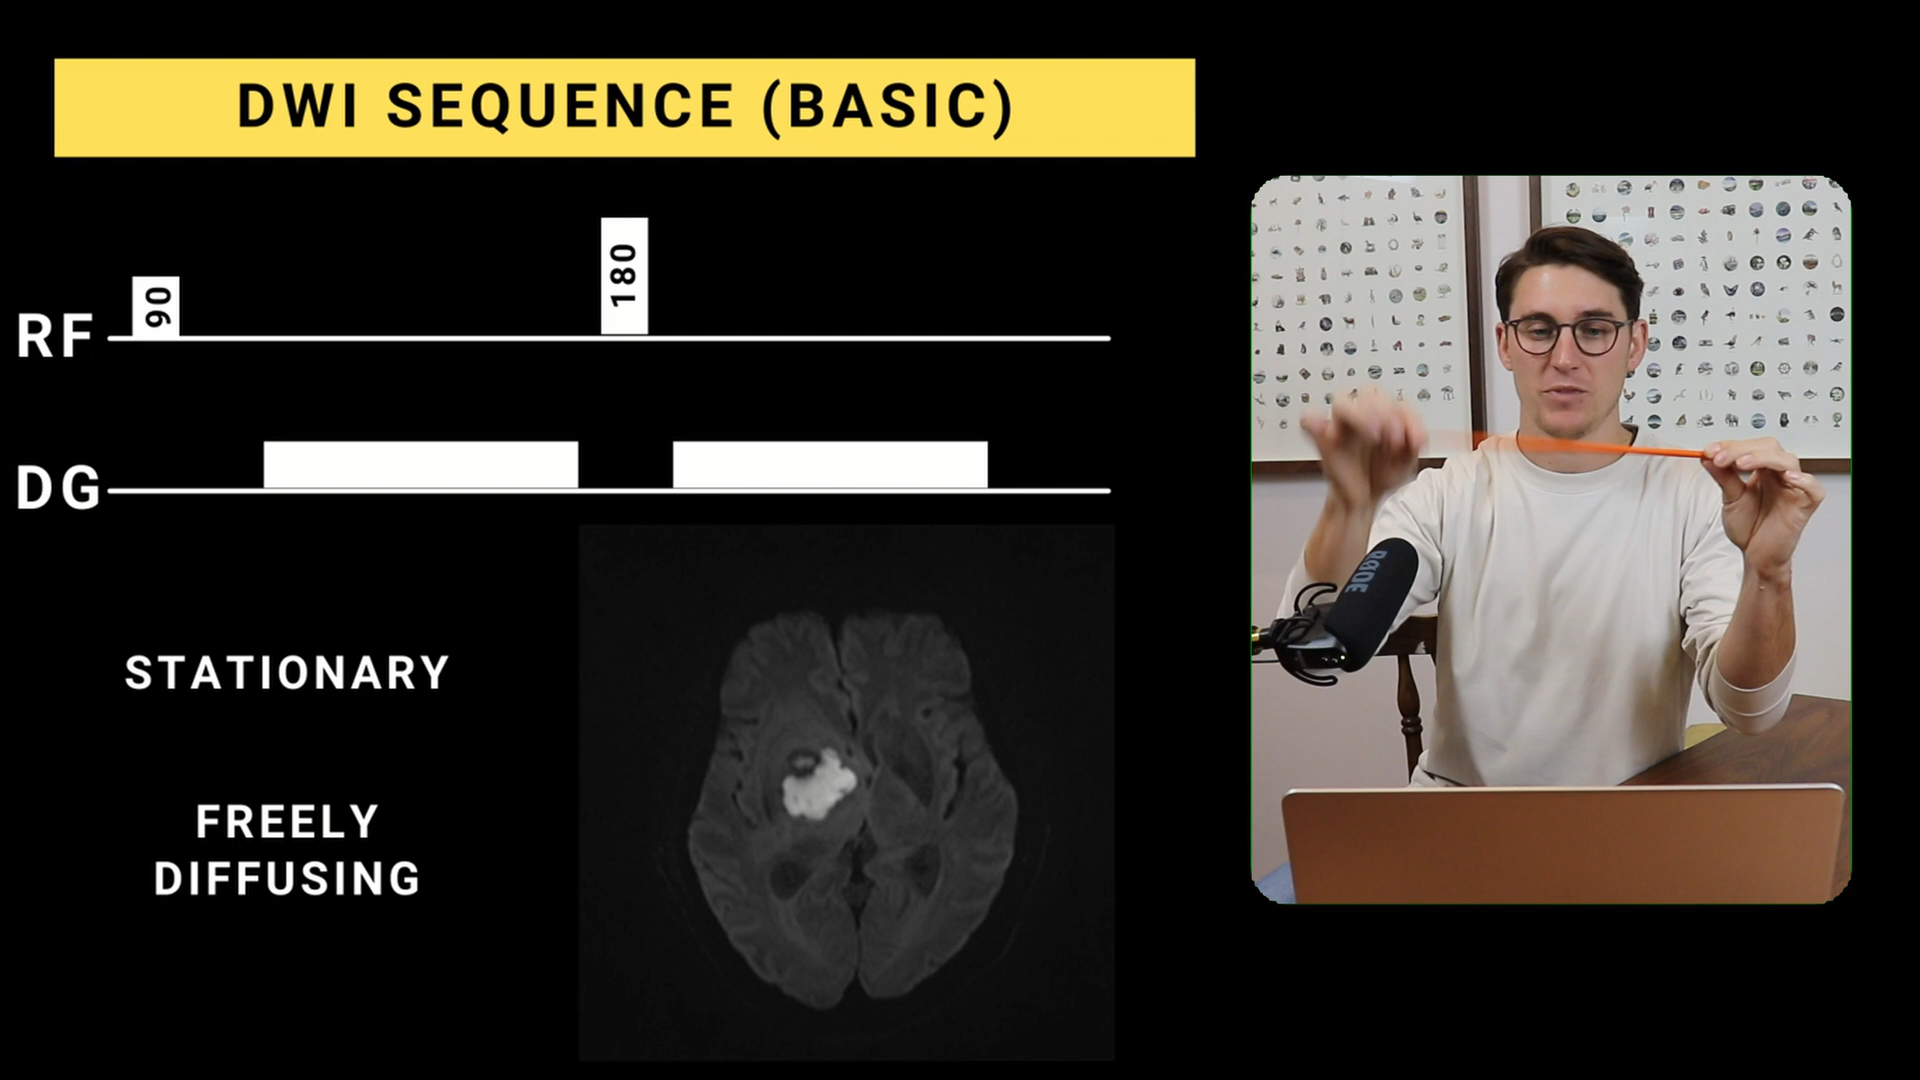 DWI SEQUENCE (BASIC)
90
180
RF
DG
STATIONARY
FREELY
DIFFUSING
RØDE